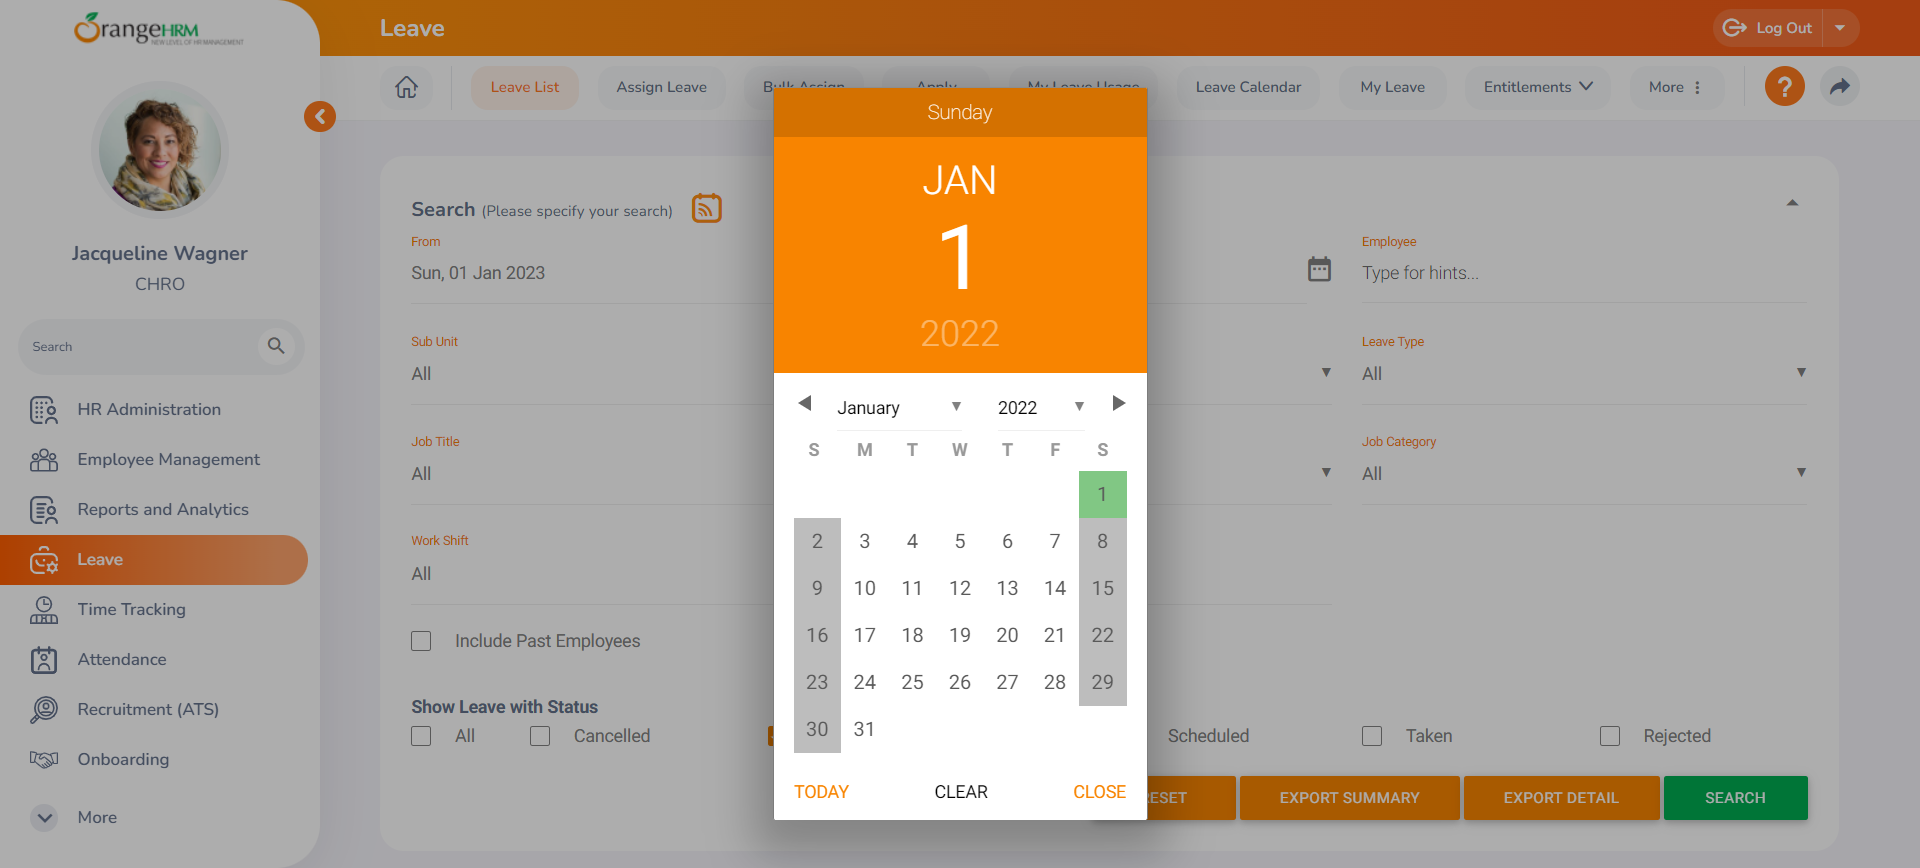 OrangeHRM
NEW LEVEL OF HR MANAGEMENT
Leave
Log Out
Jacqueline Wagner
CHRO
Search
HR Administration
Employee Management
Reports and Analytics
Leave
Time Tracking
Attendance
Recruitment (ATS)
Onboarding
More
Leave List
Assign Leave
Bulk Assign
Apply
My Leave Usage
Leave Calendar
My Leave
Entitlements
More
?
Search (Please specify your search)
From
Sun, 01 Jan 2023
Employee
Type for hints...
Sub Unit
All
Leave Type
All
Job Title
All
Job Category
All
Work Shift
All
Include Past Employees
Show Leave with Status
All
Cancelled
Scheduled
Taken
Rejected
ESET
EXPORT SUMMARY
EXPORT DETAIL
SEARCH
Sunday
JAN
1
2022
January 2022
S M T W T F S
1
2 3 4 5 6 7 8
9 10 11 12 13 14 15
16 17 18 19 20 21 22
23 24 25 26 27 28 29
30 31
TODAY CLEAR CLOSE